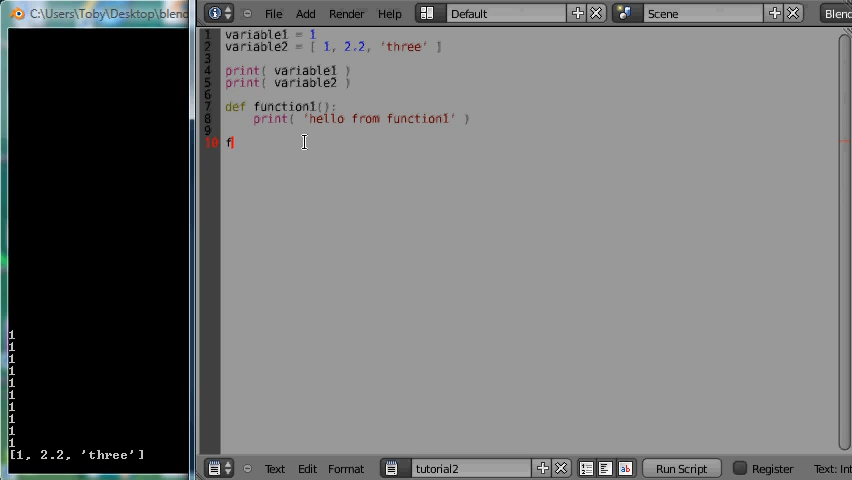 C:\Users\Toby\Desktop\blend
File Add Render Help Default Scene Blend
1 variable1 = 1
2 variable2 = [ 1, 2.2, 'three' ]
3
4 print( variable1 )
5 print( variable2 )
6
7 def function1():
8 print( 'hello from function1' )
9
10 f
1
1
1
1
1
1
1
1
1
1
[1, 2.2, 'three']
Text Edit Format tutorial2 Run Script Register Text: Int